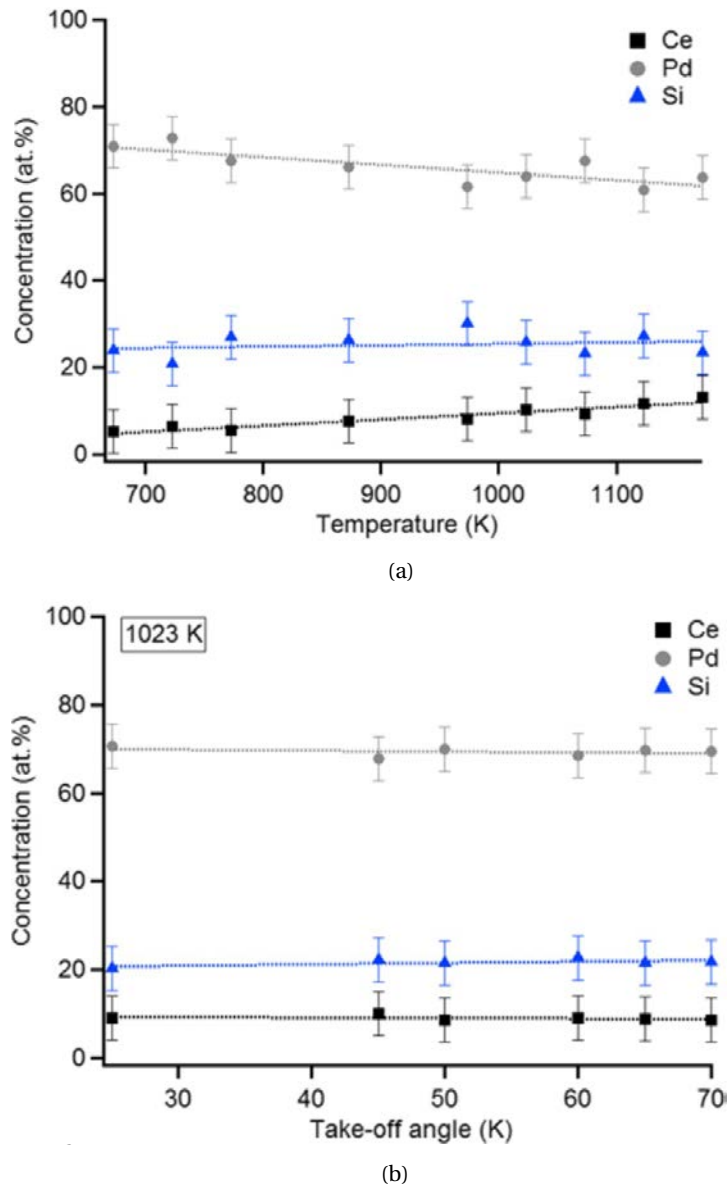 100
80
60
40
20
0
Concentration (at.%)
Ce
Pd
Si
700 800 900 1000 1100
Temperature (K)
(a)
100
80
60
40
20
0
Concentration (at.%)
1023 K
Ce
Pd
Si
30 40 50 60 70
Take-off angle (K)
(b)